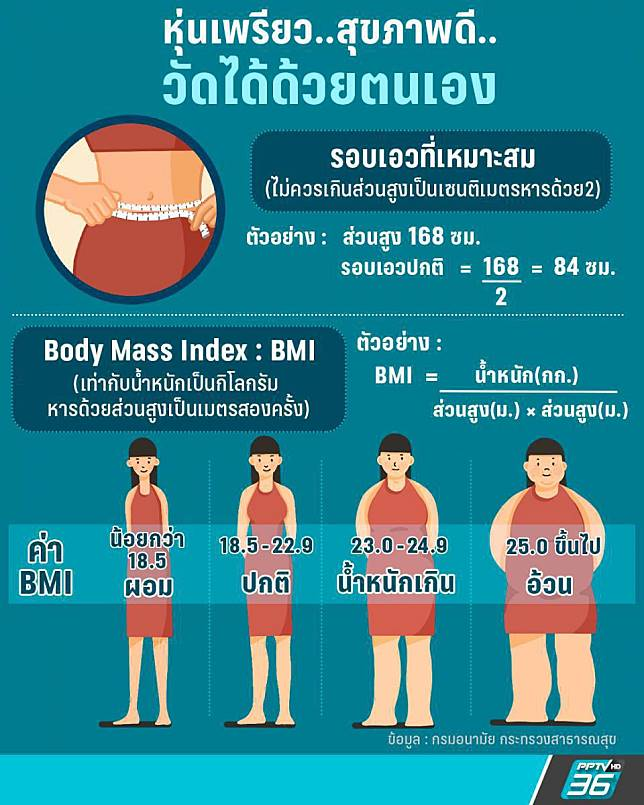 หุ่นเพรียว..สุขภาพดี..
วัดได้ด้วยตนเอง
รอบเอวที่เหมาะสม
(ไม่ควรเกินส่วนสูงเป็นเซนติเมตรหารด้วย2)
ตัวอย่าง : ส่วนสูง 168 ซม.
รอบเอวปกติ = 168 = 84 ซม.
2
Body Mass Index : BMI
(เท่ากับน้ำหนักเป็นกิโลกรัม
หารด้วยส่วนสูงเป็นเมตรสองครั้ง)
ตัวอย่าง :
BMI = น้ำหนัก(กก.)
ส่วนสูง(ม.) × ส่วนสูง(ม.)
ค่า
BMI
น้อยกว่า
18.5
ผอม
18.5-22.9
ปกติ
23.0-24.9
น้ำหนักเกิน
25.0 ขึ้นไป
อ้วน
ข้อมูล : กรมอนามัย กระทรวงสาธารณสุข
PPTV HD
36